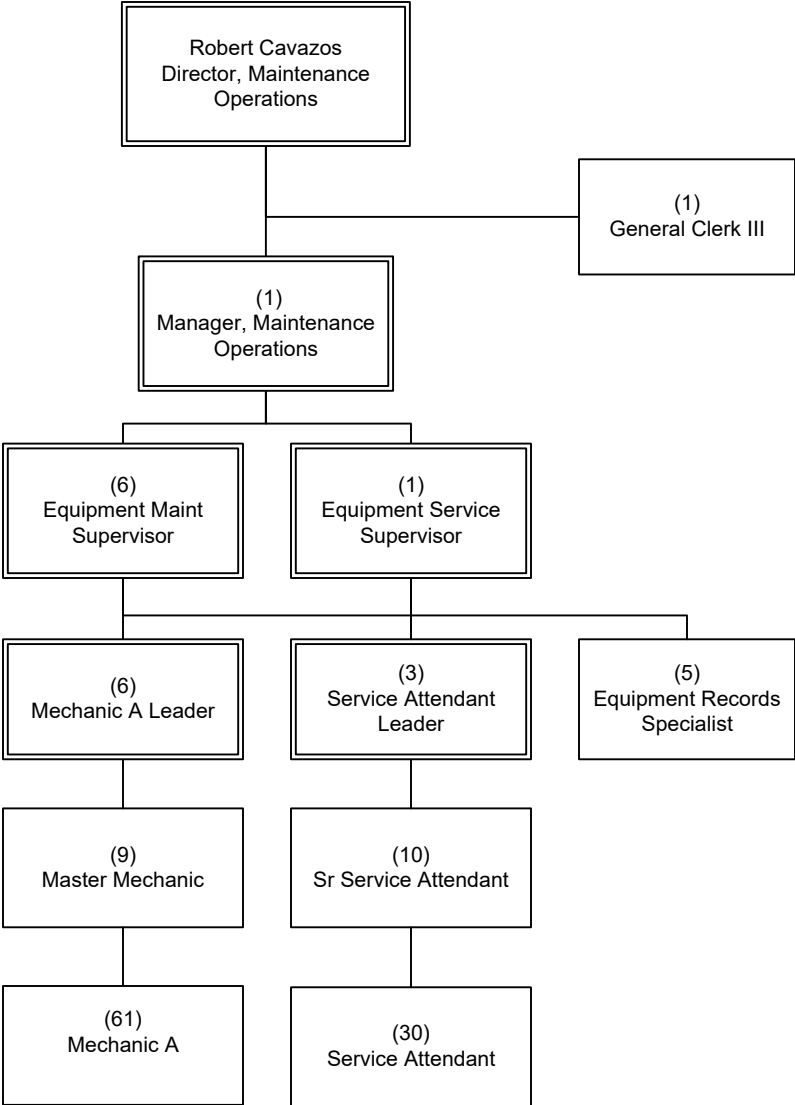 Robert Cavazos
Director, Maintenance
Operations
(1)
General Clerk III
(1)
Manager, Maintenance
Operations
(6)
Equipment Maint
Supervisor
(1)
Equipment Service
Supervisor
(6)
Mechanic A Leader
(3)
Service Attendant
Leader
(5)
Equipment Records
Specialist
(9)
Master Mechanic
(10)
Sr Service Attendant
(61)
Mechanic A
(30)
Service Attendant